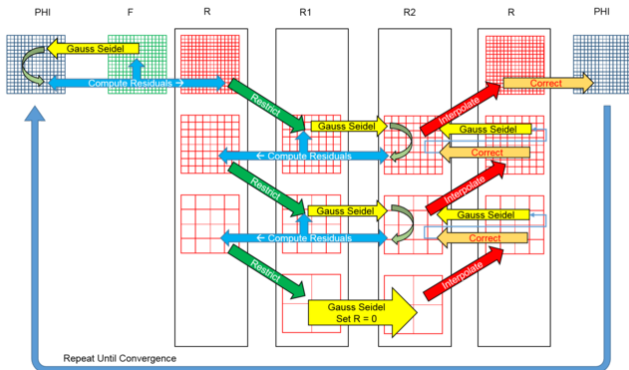 PHI F R R1 R2 R PHI
Gauss Seidel
Compute Residuals →
Correct
Restrict
Interpolate
Gauss Seidel
Gauss Seidel
← Compute Residuals
Correct
Restrict
Interpolate
Gauss Seidel
Gauss Seidel
← Compute Residuals
Correct
Restrict
Interpolate
Gauss Seidel
Set R = 0
Repeat Until Convergence